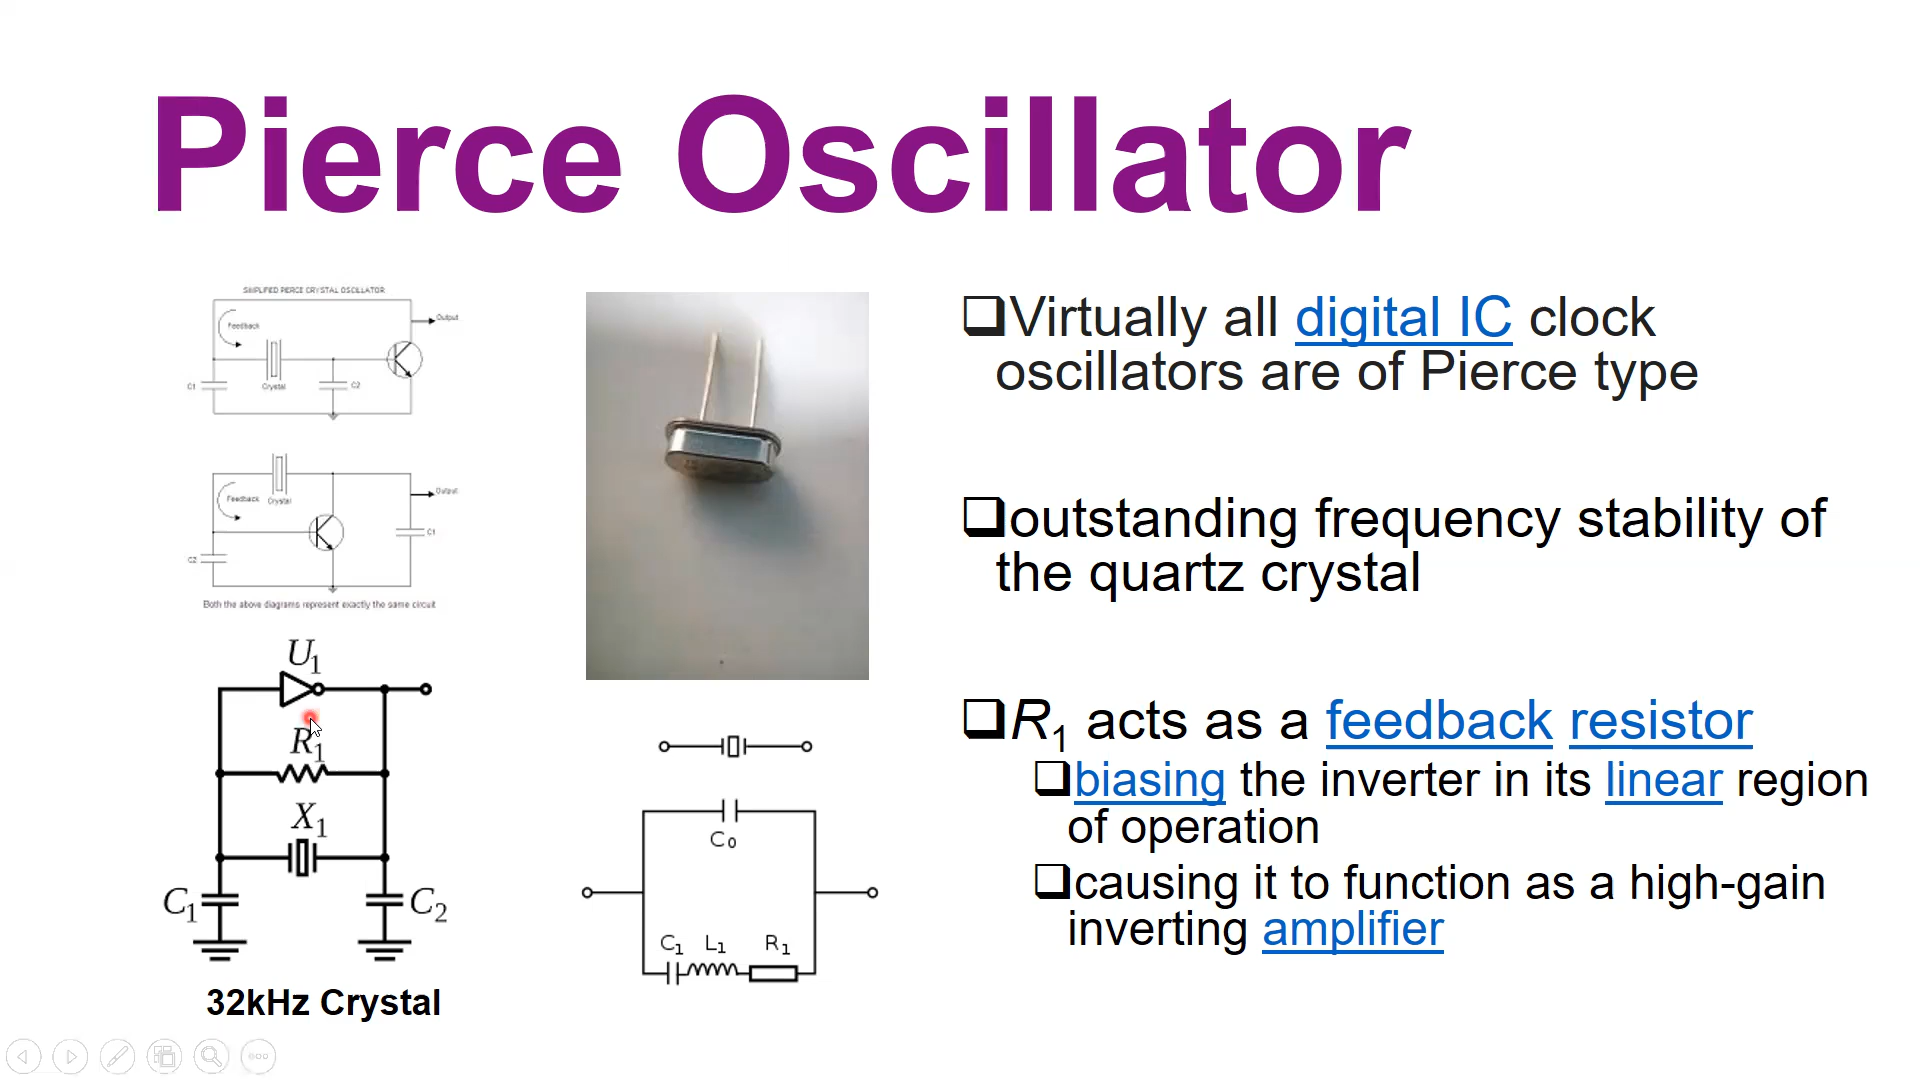 Pierce Oscillator
SIMPLIFIED PIERCE CRYSTAL OSCILLATOR
Output
Feedback
C1
Crystal
C2
Feedback
Crystal
Output
C1
C2
Both the above diagrams represent exactly the same circuit
U1
R1
X1
C1
C2
32kHz Crystal
C0
C1 L1 R1
❑Virtually all digital IC clock
oscillators are of Pierce type
❑outstanding frequency stability of
the quartz crystal
❑R1 acts as a feedback resistor
❑biasing the inverter in its linear region
of operation
❑causing it to function as a high-gain
inverting amplifier